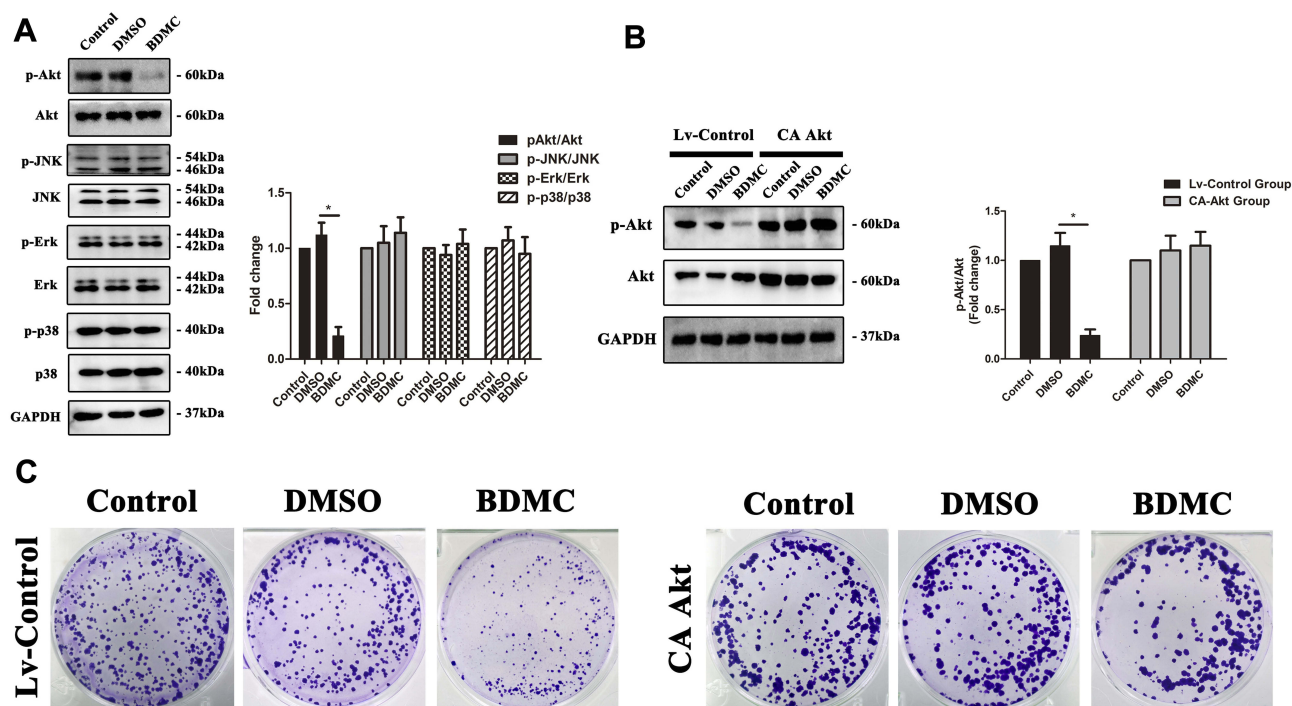 A
Control DMSO BDMC
p-Akt - 60kDa
Akt - 60kDa
p-JNK - 54kDa
- 46kDa
JNK - 54kDa
- 46kDa
p-Erk - 44kDa
- 42kDa
Erk - 44kDa
- 42kDa
p-p38 - 40kDa
p38 - 40kDa
GAPDH - 37kDa
pAkt/Akt
p-JNK/JNK
p-Erk/Erk
p-p38/p38
Fold change
1.5
1.0
0.5
0.0
*
Control DMSO BDMC Control DMSO BDMC Control DMSO BDMC Control DMSO BDMC
B
Lv-Control CA Akt
Control DMSO BDMC Control DMSO BDMC
p-Akt - 60kDa
Akt - 60kDa
GAPDH - 37kDa
Lv-Control Group
CA-Akt Group
p-Akt/Akt
(Fold change)
1.5
1.0
0.5
0.0
*
Control DMSO BDMC Control DMSO BDMC
C
Control DMSO BDMC
Lv-Control
Control DMSO BDMC
CA Akt